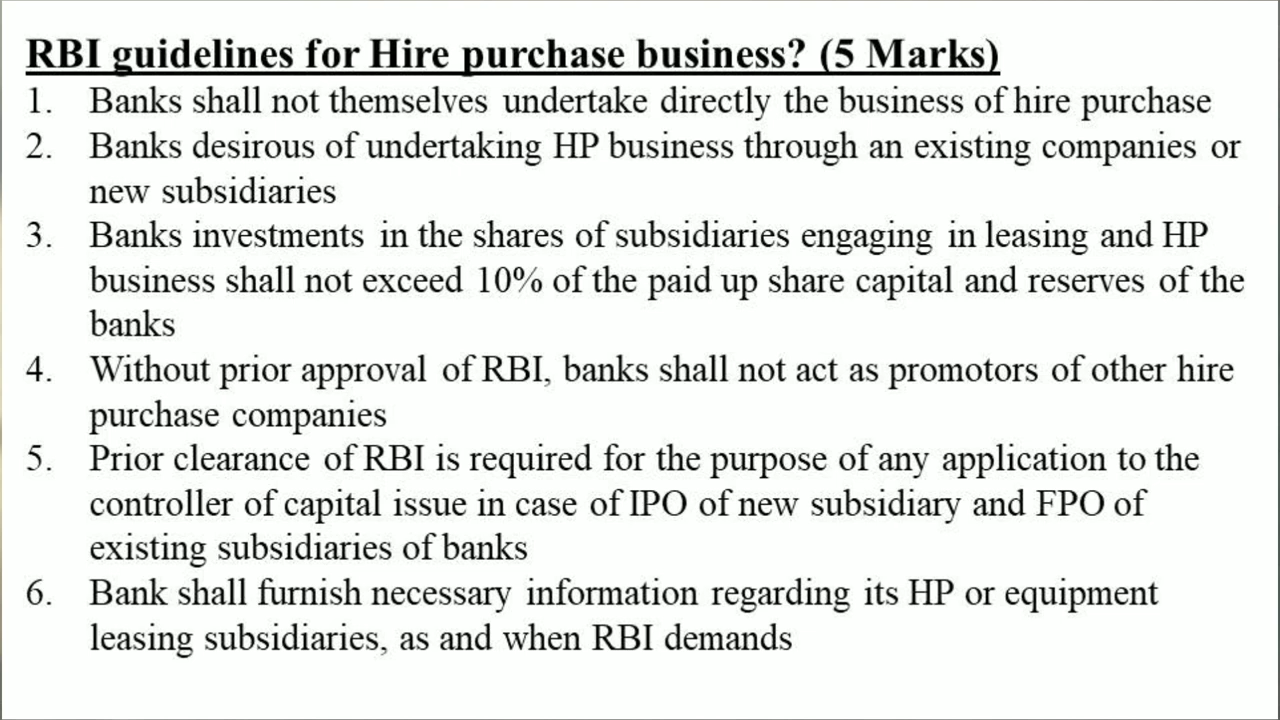 RBI guidelines for Hire purchase business? (5 Marks)
1. Banks shall not themselves undertake directly the business of hire purchase
2. Banks desirous of undertaking HP business through an existing companies or
new subsidiaries
3. Banks investments in the shares of subsidiaries engaging in leasing and HP
business shall not exceed 10% of the paid up share capital and reserves of the
banks
4. Without prior approval of RBI, banks shall not act as promotors of other hire
purchase companies
5. Prior clearance of RBI is required for the purpose of any application to the
controller of capital issue in case of IPO of new subsidiary and FPO of
existing subsidiaries of banks
6. Bank shall furnish necessary information regarding its HP or equipment
leasing subsidiaries, as and when RBI demands